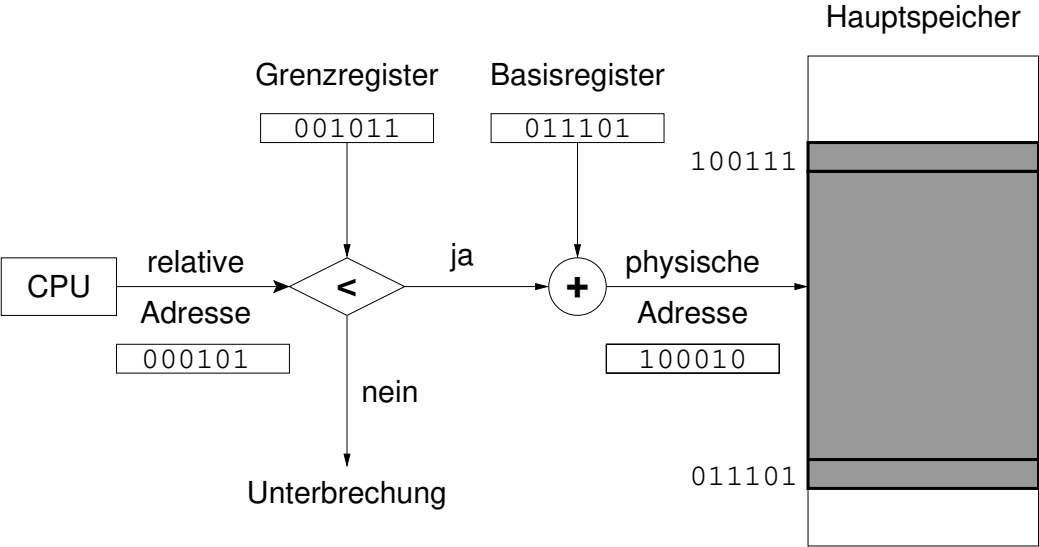 Hauptspeicher
Grenzregister
Basisregister
001011
011101
100111
CPU
relative
Adresse
000101
<
ja
+
physische
Adresse
100010
nein
Unterbrechung
011101